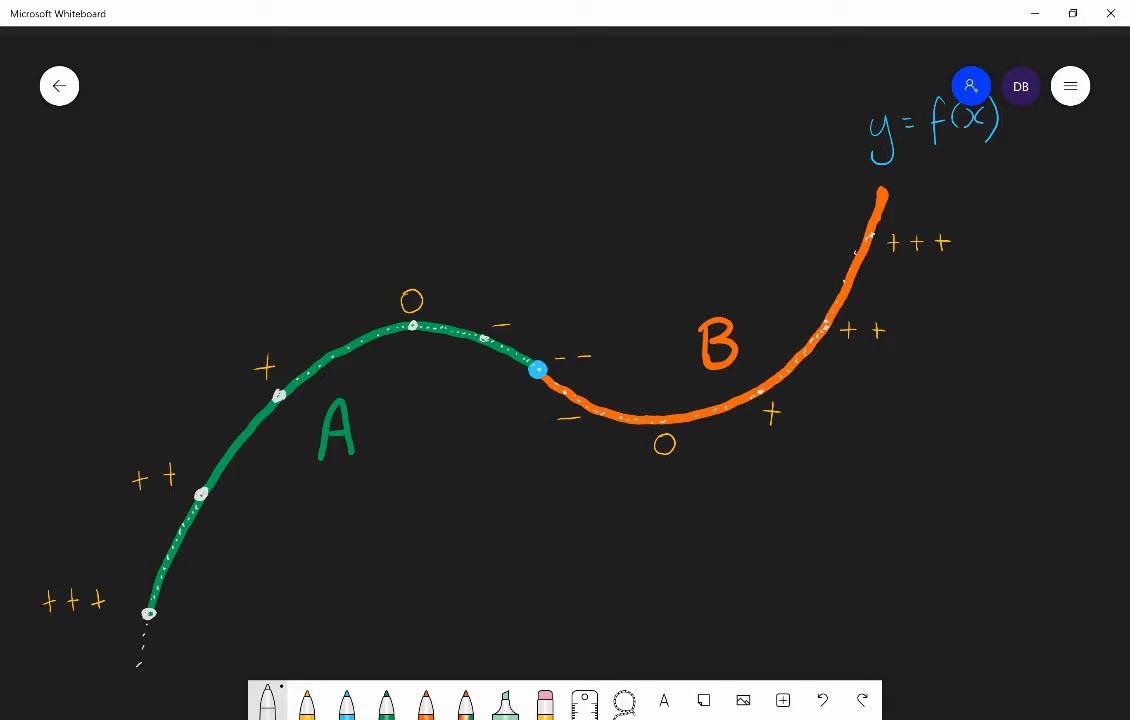 Microsoft Whiteboard
DB
y = f(x)
+ + +
O
-
- -
+ +
B
+
A
-
+
O
+ +
+ + +
A